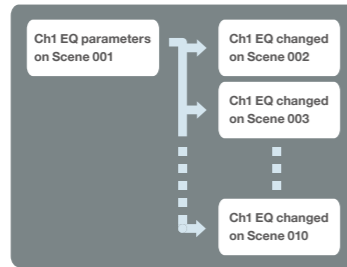 Ch1 EQ parameters
on Scene 001
Ch1 EQ changed
on Scene 002
Ch1 EQ changed
on Scene 003
Ch1 EQ changed
on Scene 010